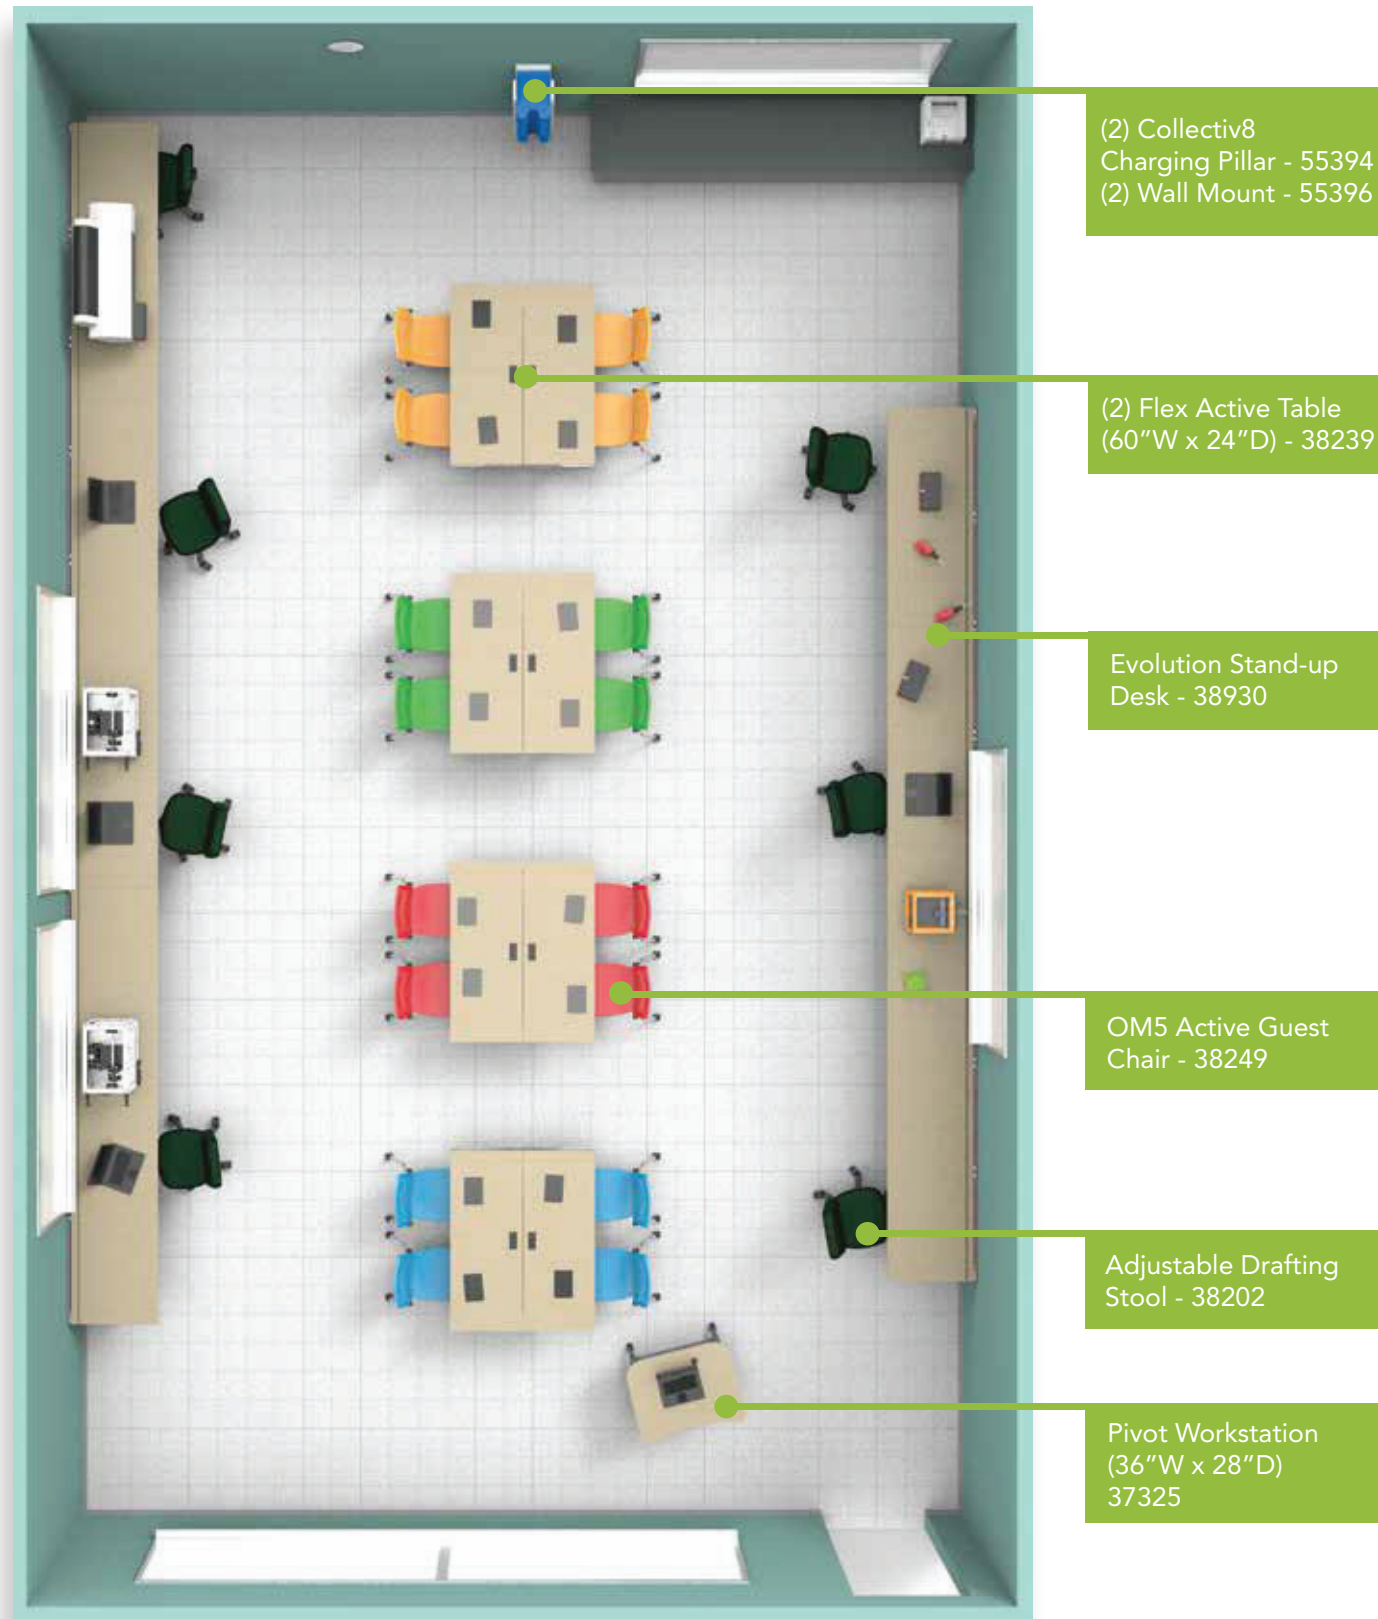 (2) Collectiv8
Charging Pillar - 55394
(2) Wall Mount - 55396
(2) Flex Active Table
(60”W x 24”D) - 38239
Evolution Stand-up
Desk - 38930
OM5 Active Guest
Chair - 38249
Adjustable Drafting
Stool - 38202
Pivot Workstation
(36”W x 28”D)
37325